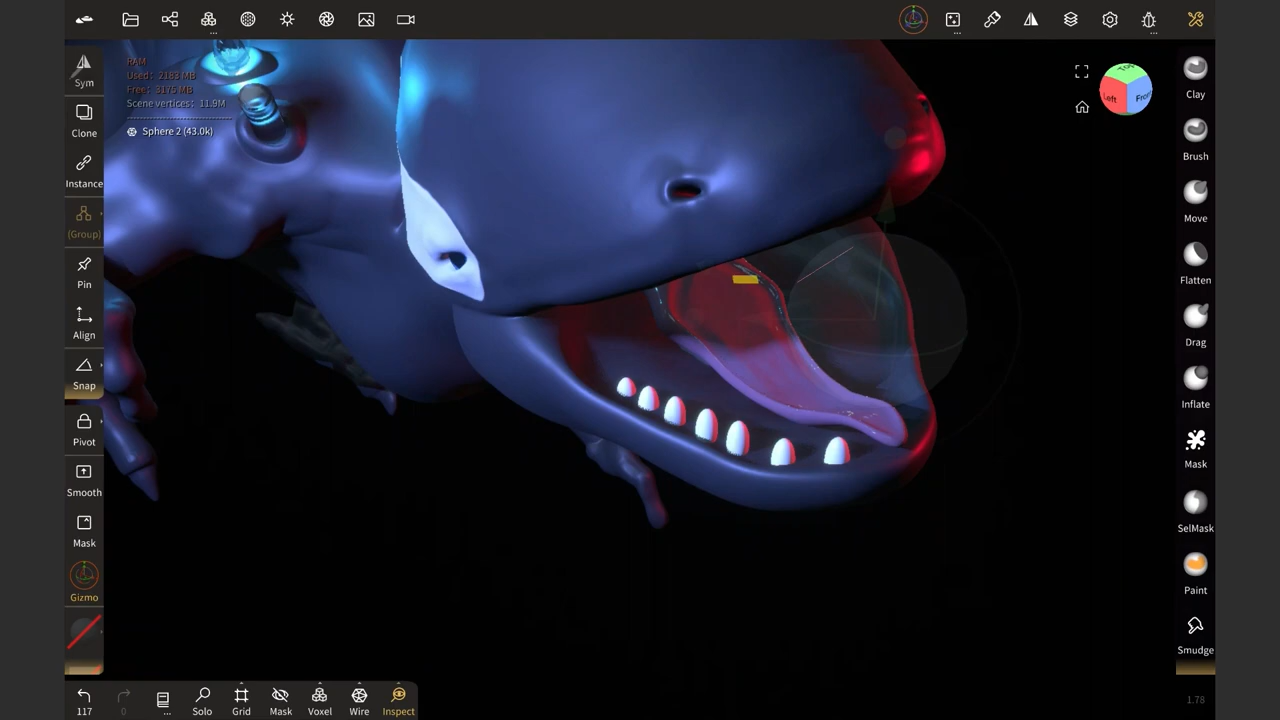 RAM
Used: 2183 MB
Free: 3175 MB
Scene vertices: 11.9M
Sphere 2 (43.0k)
Sym
Clone
Instance
(Group)
Pin
Align
Snap
Pivot
Smooth
Mask
Gizmo
Top
Left
Front
Clay
Brush
Move
Flatten
Drag
Inflate
Mask
SelMask
Paint
Smudge
117
0
...
Solo
Grid
Mask
Voxel
Wire
Inspect
1.78